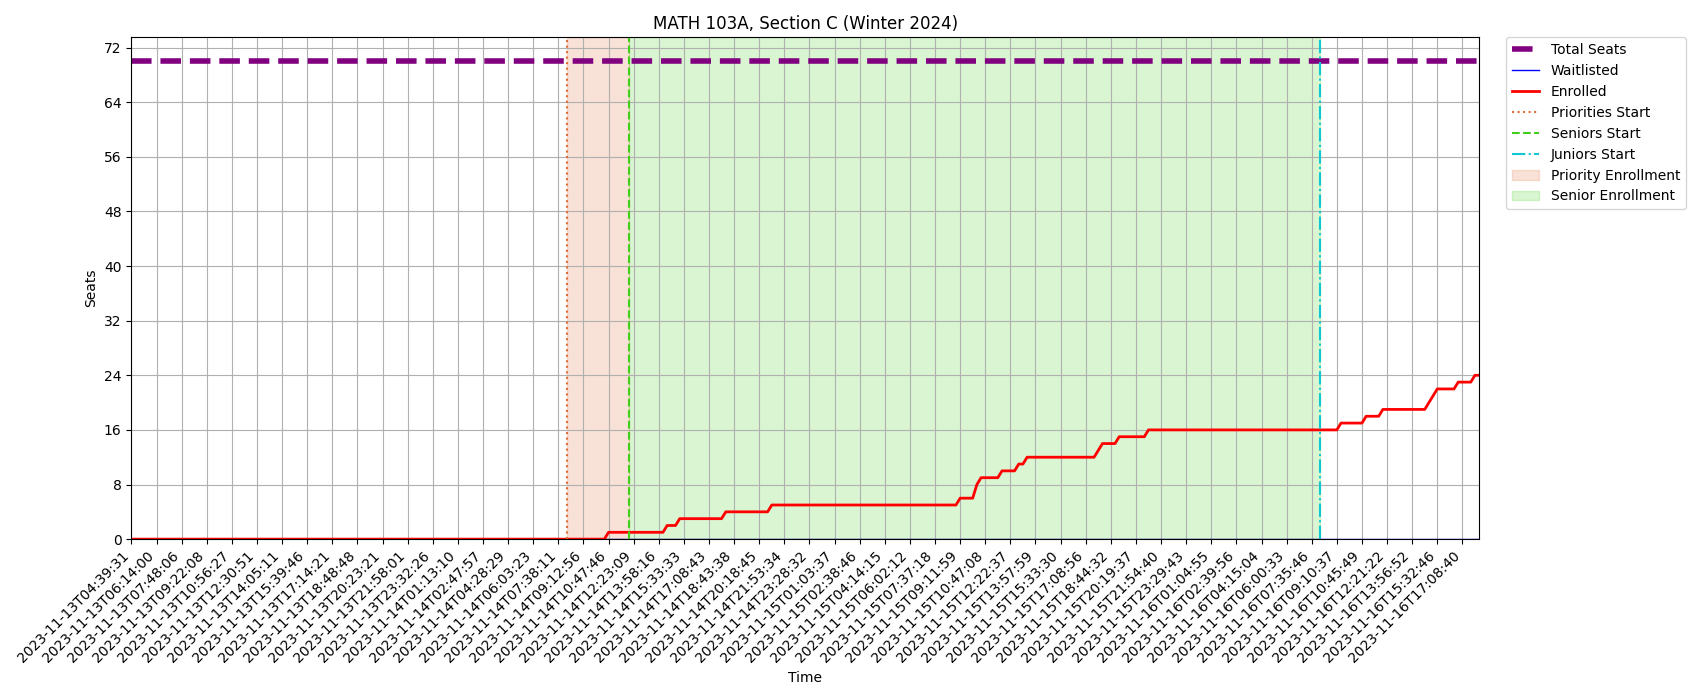 MATH 103A, Section C (Winter 2024)
72
64
56
48
40
32
24
16
8
0
Seats
2023-11-13T04:39:31
2023-11-13T06:14:00
2023-11-13T07:48:06
2023-11-13T09:22:08
2023-11-13T10:56:27
2023-11-13T12:30:51
2023-11-13T14:05:11
2023-11-13T15:39:46
2023-11-13T17:14:21
2023-11-13T18:48:48
2023-11-13T20:23:21
2023-11-13T21:58:01
2023-11-13T23:32:26
2023-11-14T01:13:10
2023-11-14T02:47:57
2023-11-14T04:28:29
2023-11-14T06:03:23
2023-11-14T07:38:11
2023-11-14T09:12:56
2023-11-14T10:47:46
2023-11-14T12:23:09
2023-11-14T13:58:16
2023-11-14T15:33:33
2023-11-14T17:08:43
2023-11-14T18:43:38
2023-11-14T20:18:45
2023-11-14T21:53:34
2023-11-14T23:28:32
2023-11-15T01:03:37
2023-11-15T02:38:46
2023-11-15T04:14:15
2023-11-15T06:02:12
2023-11-15T07:37:18
2023-11-15T09:11:59
2023-11-15T10:47:08
2023-11-15T12:22:37
2023-11-15T13:57:59
2023-11-15T15:33:30
2023-11-15T17:08:56
2023-11-15T18:44:32
2023-11-15T20:19:37
2023-11-15T21:54:40
2023-11-15T23:29:43
2023-11-16T01:04:55
2023-11-16T02:39:56
2023-11-16T04:15:04
2023-11-16T06:00:33
2023-11-16T07:35:46
2023-11-16T09:10:37
2023-11-16T10:45:49
2023-11-16T12:21:22
2023-11-16T13:56:52
2023-11-16T15:32:46
2023-11-16T17:08:40
Time
Total Seats
Waitlisted
Enrolled
Priorities Start
Seniors Start
Juniors Start
Priority Enrollment
Senior Enrollment